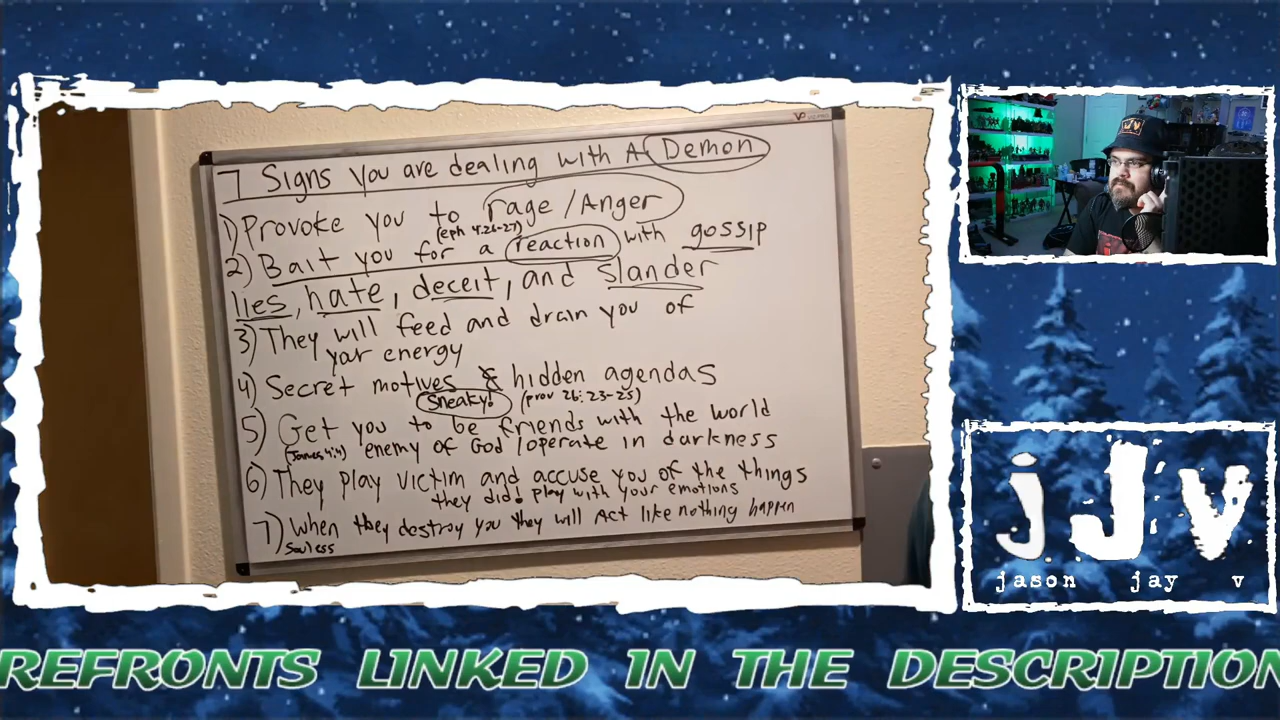 7 Signs you are dealing with A Demon
1) Provoke you to rage / Anger
(eph 4:26-27)
2) Bait you for a reaction with gossip
lies, hate, deceit, and slander
3) They will feed and drain you of
your energy
4) Secret motives & hidden agendas
Sneaky! (prov 26:23-25)
5) Get you to be friends with the world
(James 4:4) enemy of God / operate in darkness
6) They play victim and accuse you of the things
they did! play with your emotions
7) When they destroy you they will Act like nothing happen
Souless
JJV
jJV
jason jay v
REFRONTS LINKED IN THE DESCRIPTION